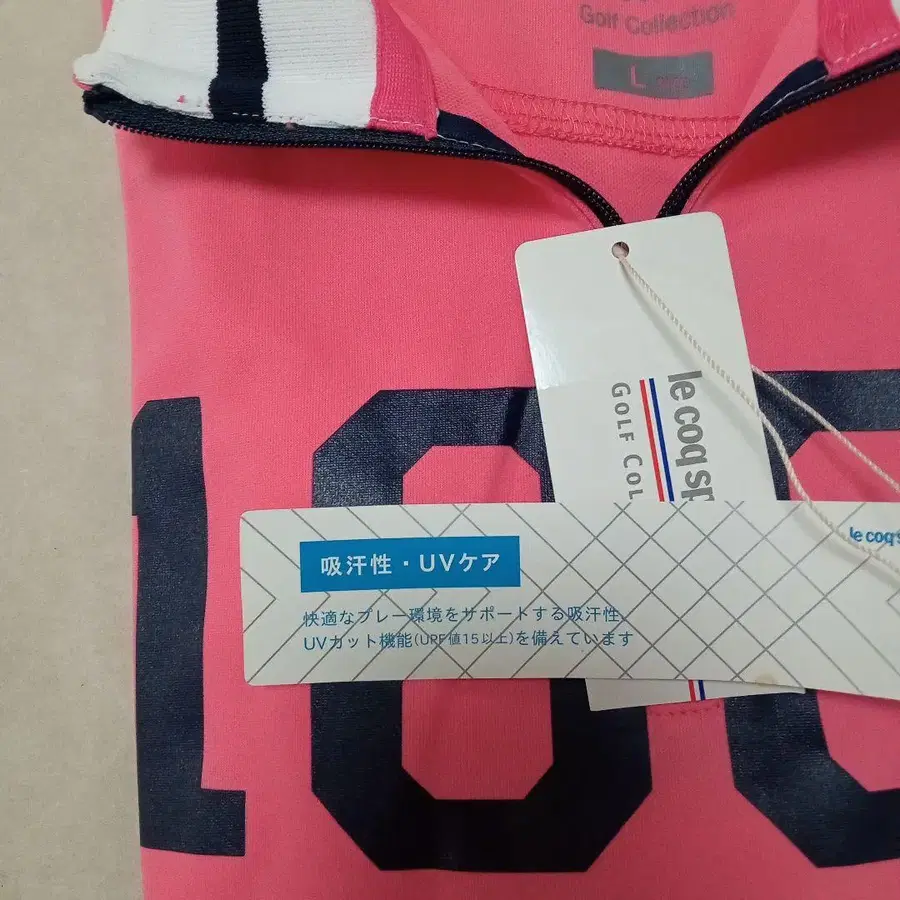 Golf Collection
L
le coq sp
GOLF COL
le coq s
吸汗性・UVケア
快適なプレー環境をサポートする吸汗性、
UVカット機能(UPF値15以上)を備えています